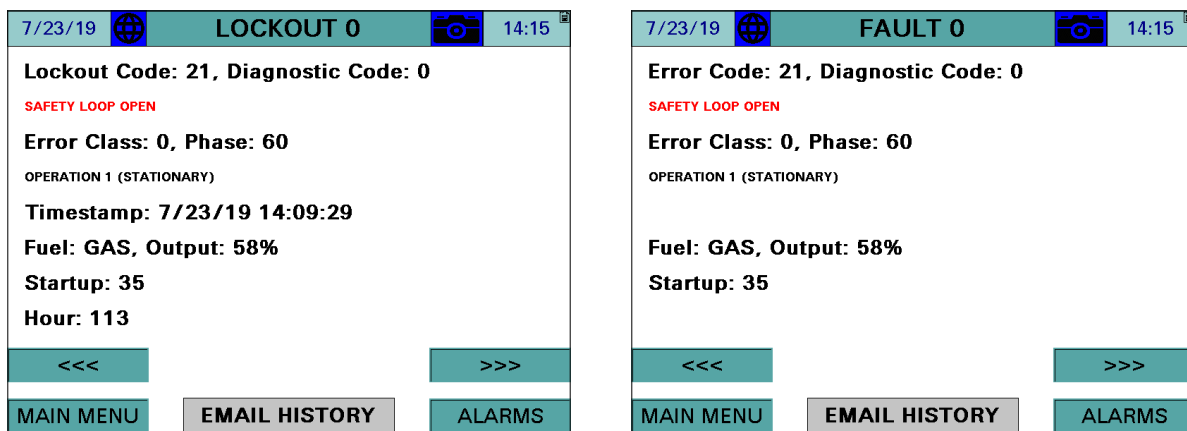 7/23/19 LOCKOUT 0 14:15
Lockout Code: 21, Diagnostic Code: 0
SAFETY LOOP OPEN
Error Class: 0, Phase: 60
OPERATION 1 (STATIONARY)
Timestamp: 7/23/19 14:09:29
Fuel: GAS, Output: 58%
Startup: 35
Hour: 113
<<< >>>
MAIN MENU EMAIL HISTORY ALARMS
7/23/19 FAULT 0 14:15
Error Code: 21, Diagnostic Code: 0
SAFETY LOOP OPEN
Error Class: 0, Phase: 60
OPERATION 1 (STATIONARY)
Fuel: GAS, Output: 58%
Startup: 35
<<< >>>
MAIN MENU EMAIL HISTORY ALARMS